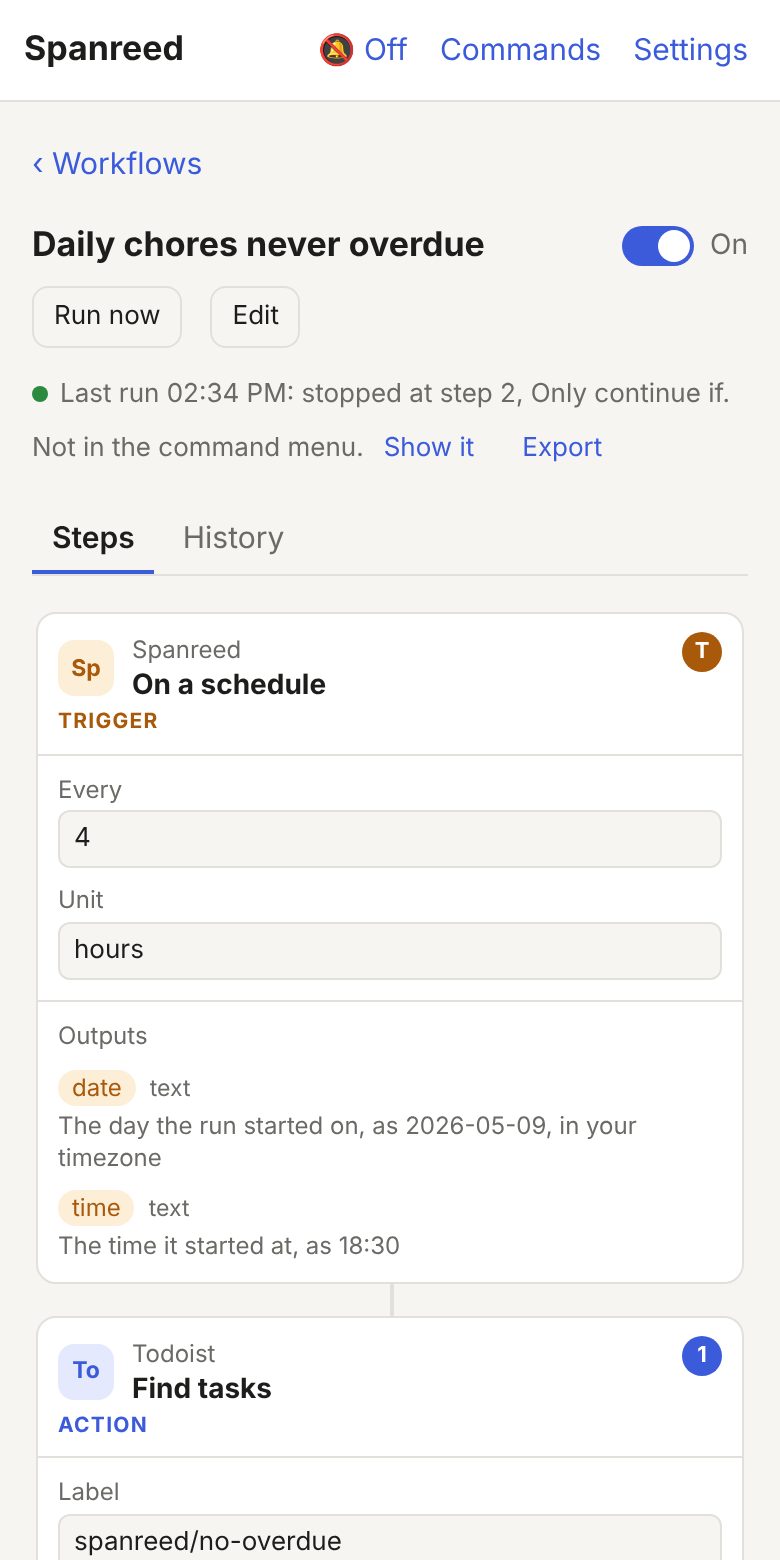 Spanreed
🔕 Off Commands Settings
‹ Workflows
Daily chores never overdue
On
Run now Edit
Last run 02:34 PM: stopped at step 2, Only continue if.
Not in the command menu. Show it Export
Steps History
Sp
Spanreed
On a schedule
T
TRIGGER
Every
4
Unit
hours
Outputs
date text
The day the run started on, as 2026-05-09, in your
timezone
time text
The time it started at, as 18:30
To
Todoist
Find tasks
1
ACTION
Label
spanreed/no-overdue